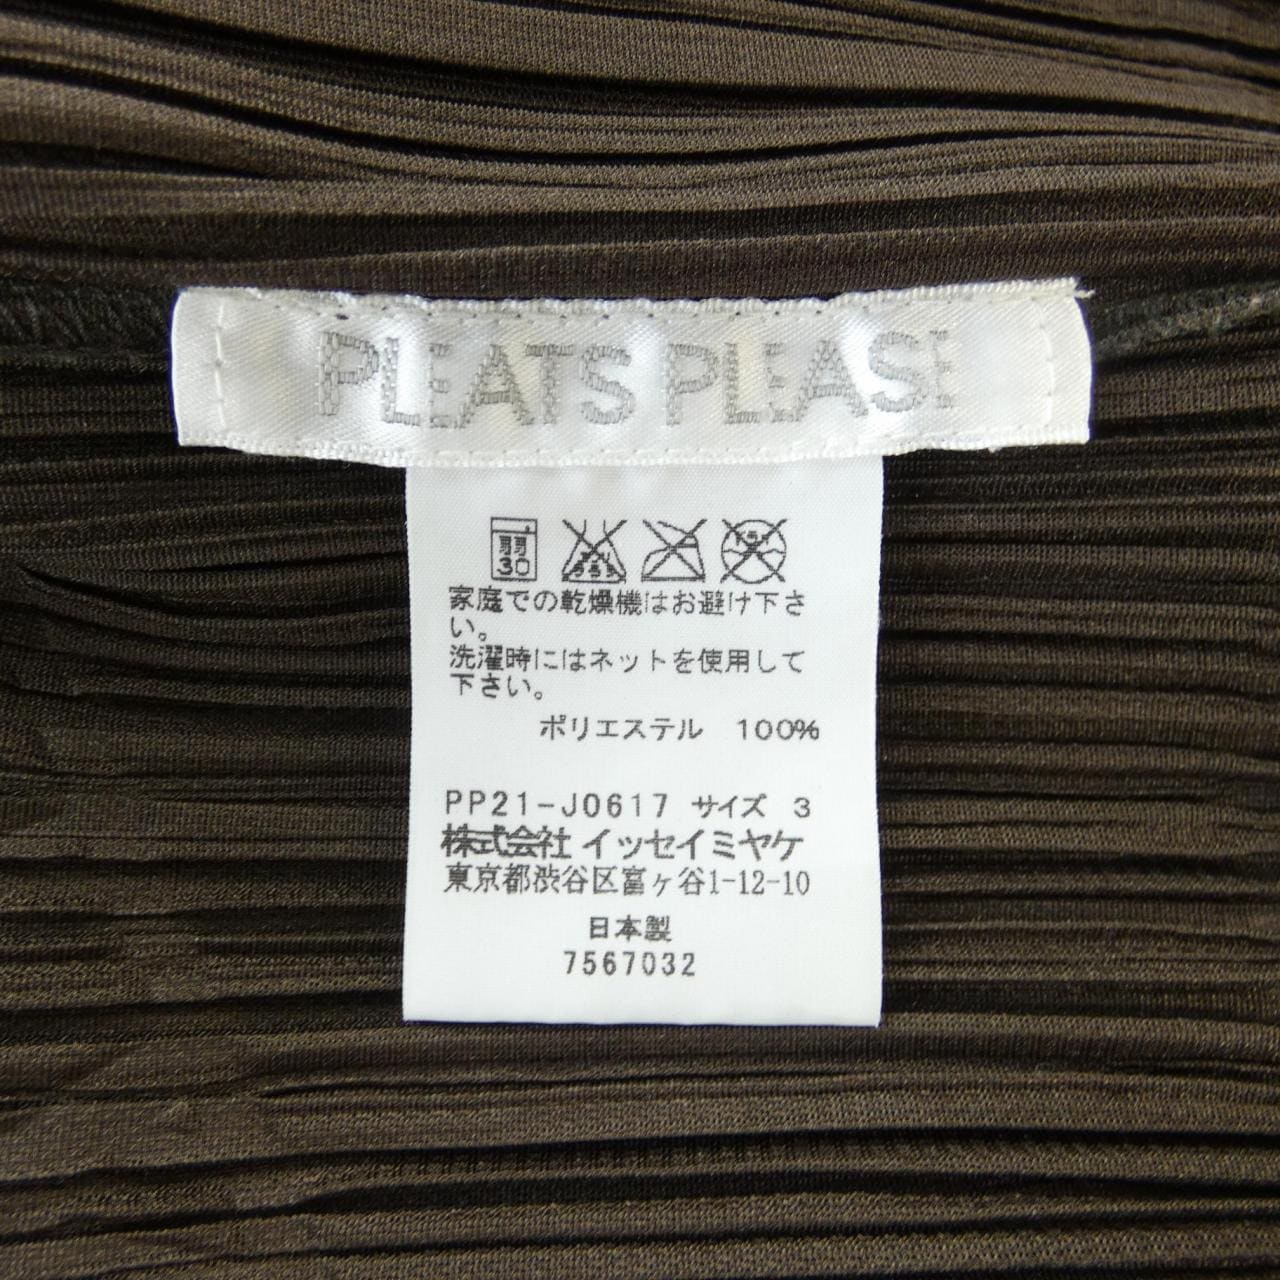 PLEATS PLEASE
弱
30
家庭での乾燥機はお避け下さ
い。
洗濯時にはネットを使用して
下さい。
ポリエステル 100%
PP21-J0617 サイズ 3
株式会社 イッセイミヤケ
東京都渋谷区富ヶ谷1-12-10
日本製
7567032